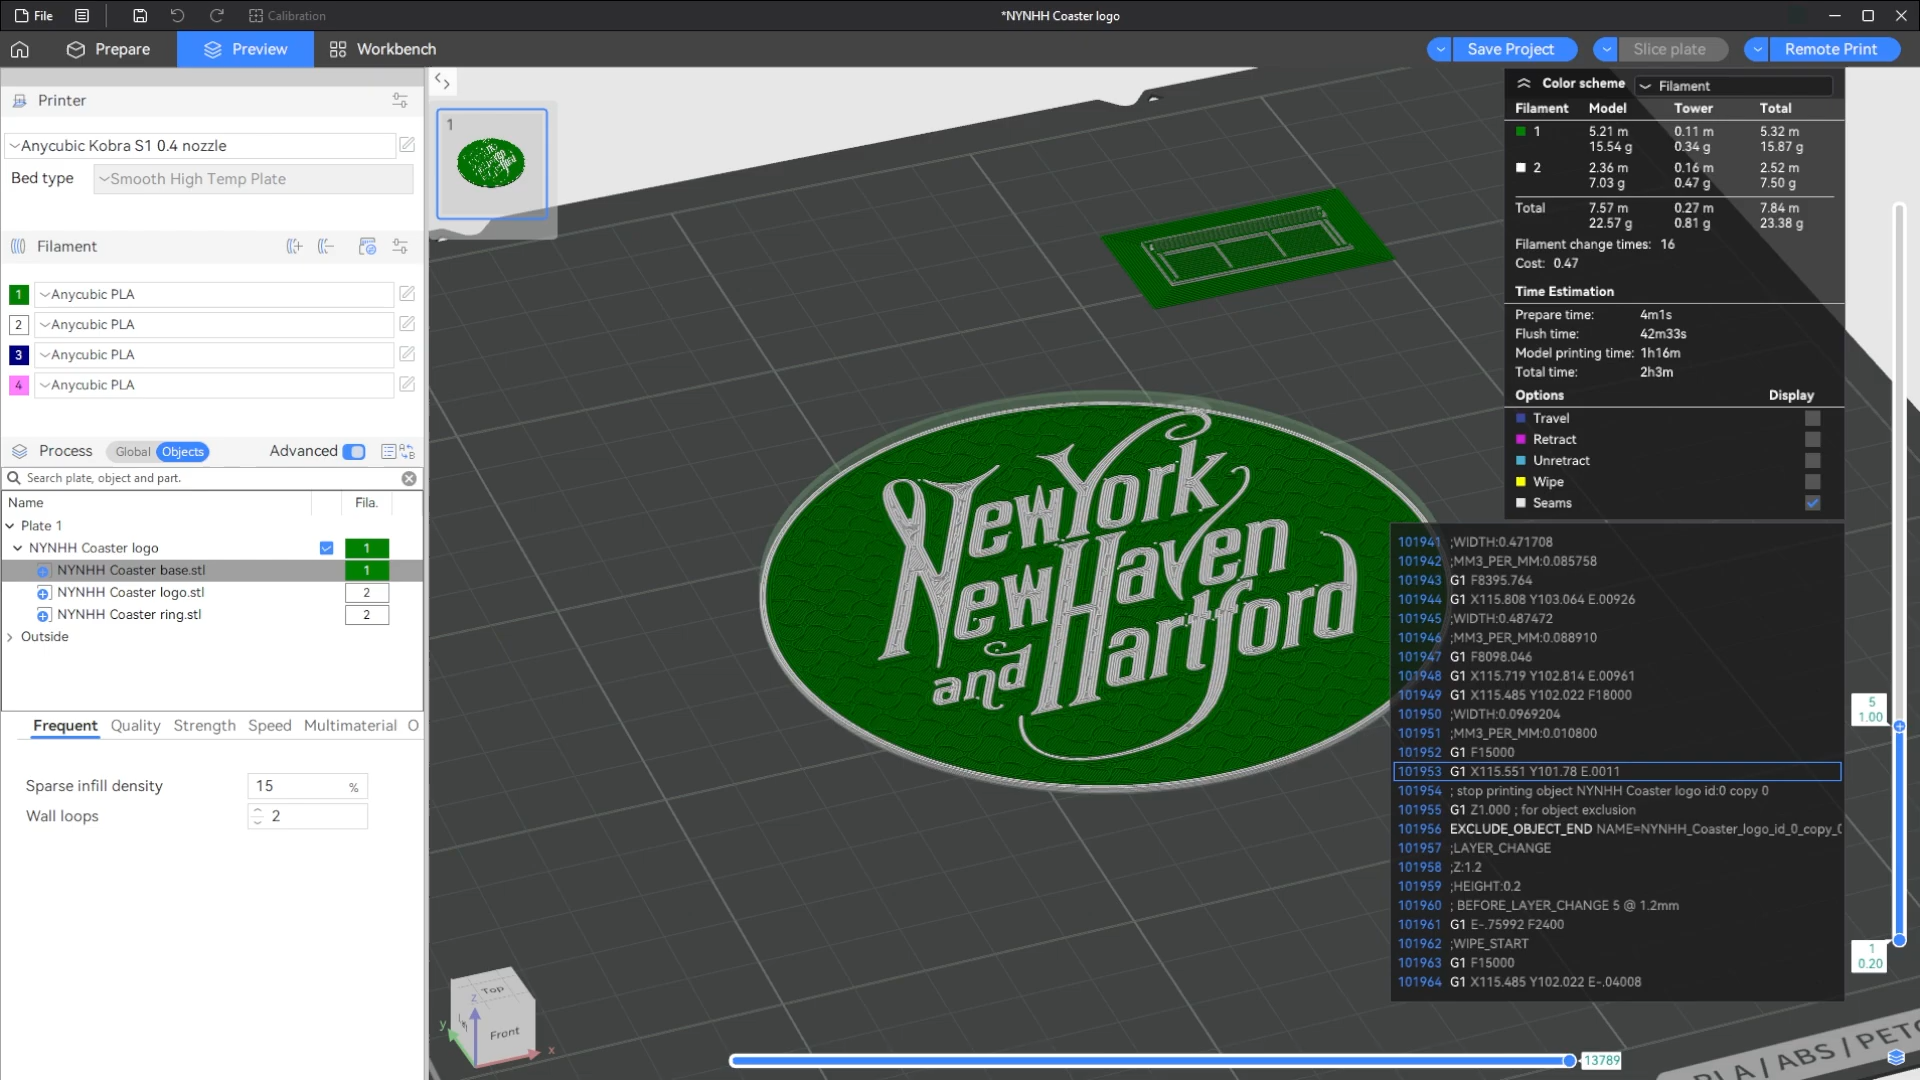 File
Calibration
*NYNHH Coaster logo
Prepare
Preview
Workbench
Save Project
Slice plate
Remote Print
Printer
Anycubic Kobra S1 0.4 nozzle
Bed type
Smooth High Temp Plate
Filament
1 Anycubic PLA
2 Anycubic PLA
3 Anycubic PLA
4 Anycubic PLA
Process Global Objects Advanced
Search plate, object and part.
Name Fila.
Plate 1
NYNHH Coaster logo 1
NYNHH Coaster base.stl 1
NYNHH Coaster logo.stl 2
NYNHH Coaster ring.stl 2
Outside
Frequent Quality Strength Speed Multimaterial O
Sparse infill density 15 %
Wall loops 2
1
New York
New Haven
and Hartford
Top
Front
z
y
x
Color scheme Filament
Filament Model Tower Total
1 5.21 m 0.11 m 5.32 m
15.54 g 0.34 g 15.87 g
2 2.36 m 0.16 m 2.52 m
7.03 g 0.47 g 7.50 g
Total 7.57 m 0.27 m 7.84 m
22.57 g 0.81 g 23.38 g
Filament change times: 16
Cost: 0.47
Time Estimation
Prepare time: 4m1s
Flush time: 42m33s
Model printing time: 1h16m
Total time: 2h3m
Options Display
Travel
Retract
Unretract
Wipe
Seams
101941 ;WIDTH:0.471708
101942 ;MM3_PER_MM:0.085758
101943 G1 F8395.764
101944 G1 X115.808 Y103.064 E.00926
101945 ;WIDTH:0.487472
101946 ;MM3_PER_MM:0.088910
101947 G1 F8098.046
101948 G1 X115.719 Y102.814 E.00961
101949 G1 X115.485 Y102.022 F18000
101950 ;WIDTH:0.0969204
101951 ;MM3_PER_MM:0.010800
101952 G1 F15000
101953 G1 X115.551 Y101.78 E.0011
101954 ; stop printing object NYNHH Coaster logo id:0 copy 0
101955 G1 Z1.000 ; for object exclusion
101956 EXCLUDE_OBJECT_END NAME=NYNHH_Coaster_logo_id_0_copy_0
101957 ;LAYER_CHANGE
101958 ;Z:1.2
101959 ;HEIGHT:0.2
101960 ; BEFORE_LAYER_CHANGE 5 @ 1.2mm
101961 G1 E-.75992 F2400
101962 ;WIPE_START
101963 G1 F15000
101964 G1 X115.485 Y102.022 E-.04008
5
1.00
1
0.20
13789
PLA / ABS / PETG